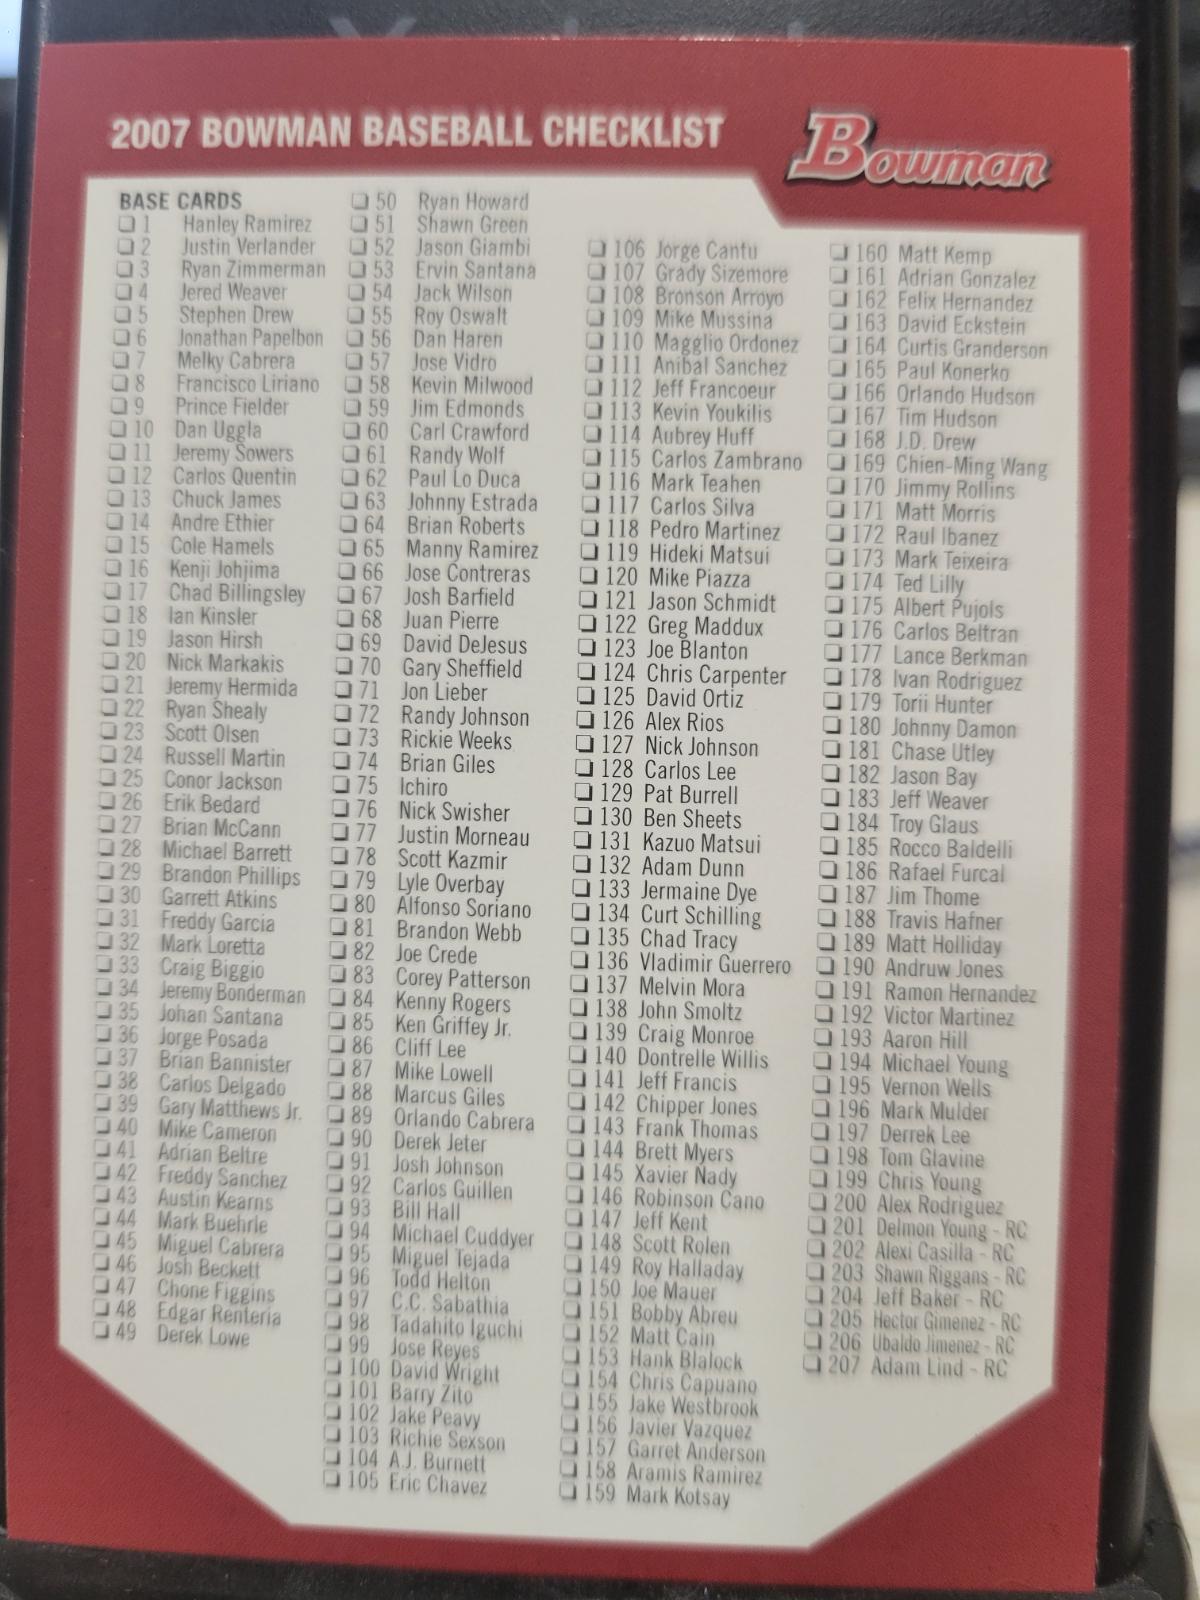 2007 BOWMAN BASEBALL CHECKLIST
Bowman
BASE CARDS
1 Hanley Ramirez
2 Justin Verlander
3 Ryan Zimmerman
4 Jered Weaver
5 Stephen Drew
6 Jonathan Papelbon
7 Melky Cabrera
8 Francisco Liriano
9 Prince Fielder
10 Dan Uggla
11 Jeremy Sowers
12 Carlos Quentin
13 Chuck James
14 Andre Ethier
15 Cole Hamels
16 Kenji Johjima
17 Chad Billingsley
18 Ian Kinsler
19 Jason Hirsh
20 Nick Markakis
21 Jeremy Hermida
22 Ryan Shealy
23 Scott Olsen
24 Russell Martin
25 Conor Jackson
26 Erik Bedard
27 Brian McCann
28 Michael Barrett
29 Brandon Phillips
30 Garrett Atkins
31 Freddy Garcia
32 Mark Loretta
33 Craig Biggio
34 Jeremy Bonderman
35 Johan Santana
36 Jorge Posada
37 Brian Bannister
38 Carlos Delgado
39 Gary Matthews Jr.
40 Mike Cameron
41 Adrian Beltre
42 Freddy Sanchez
43 Austin Kearns
44 Mark Buehrle
45 Miguel Cabrera
46 Josh Beckett
47 Chone Figgins
48 Edgar Renteria
49 Derek Lowe
50 Ryan Howard
51 Shawn Green
52 Jason Giambi
53 Ervin Santana
54 Jack Wilson
55 Roy Oswalt
56 Dan Haren
57 Jose Vidro
58 Kevin Milwood
59 Jim Edmonds
60 Carl Crawford
61 Randy Wolf
62 Paul Lo Duca
63 Johnny Estrada
64 Brian Roberts
65 Manny Ramirez
66 Jose Contreras
67 Josh Barfield
68 Juan Pierre
69 David DeJesus
70 Gary Sheffield
71 Jon Lieber
72 Randy Johnson
73 Rickie Weeks
74 Brian Giles
75 Ichiro
76 Nick Swisher
77 Justin Morneau
78 Scott Kazmir
79 Lyle Overbay
80 Alfonso Soriano
81 Brandon Webb
82 Joe Crede
83 Corey Patterson
84 Kenny Rogers
85 Ken Griffey Jr.
86 Cliff Lee
87 Mike Lowell
88 Marcus Giles
89 Orlando Cabrera
90 Derek Jeter
91 Josh Johnson
92 Carlos Guillen
93 Bill Hall
94 Michael Cuddyer
95 Miguel Tejada
96 Todd Helton
97 C.C. Sabathia
98 Tadahito Iguchi
99 Jose Reyes
100 David Wright
101 Barry Zito
102 Jake Peavy
103 Richie Sexson
104 A.J. Burnett
105 Eric Chavez
106 Jorge Cantu
107 Grady Sizemore
108 Bronson Arroyo
109 Mike Mussina
110 Magglio Ordonez
111 Anibal Sanchez
112 Jeff Francoeur
113 Kevin Youkilis
114 Aubrey Huff
115 Carlos Zambrano
116 Mark Teahen
117 Carlos Silva
118 Pedro Martinez
119 Hideki Matsui
120 Mike Piazza
121 Jason Schmidt
122 Greg Maddux
123 Joe Blanton
124 Chris Carpenter
125 David Ortiz
126 Alex Rios
127 Nick Johnson
128 Carlos Lee
129 Pat Burrell
130 Ben Sheets
131 Kazuo Matsui
132 Adam Dunn
133 Jermaine Dye
134 Curt Schilling
135 Chad Tracy
136 Vladimir Guerrero
137 Melvin Mora
138 John Smoltz
139 Craig Monroe
140 Dontrelle Willis
141 Jeff Francis
142 Chipper Jones
143 Frank Thomas
144 Brett Myers
145 Xavier Nady
146 Robinson Cano
147 Jeff Kent
148 Scott Rolen
149 Roy Halladay
150 Joe Mauer
151 Bobby Abreu
152 Matt Cain
153 Hank Blalock
154 Chris Capuano
155 Jake Westbrook
156 Javier Vazquez
157 Garret Anderson
158 Aramis Ramirez
159 Mark Kotsay
160 Matt Kemp
161 Adrian Gonzalez
162 Felix Hernandez
163 David Eckstein
164 Curtis Granderson
165 Paul Konerko
166 Orlando Hudson
167 Tim Hudson
168 J.D. Drew
169 Chien-Ming Wang
170 Jimmy Rollins
171 Matt Morris
172 Raul Ibanez
173 Mark Teixeira
174 Ted Lilly
175 Albert Pujols
176 Carlos Beltran
177 Lance Berkman
178 Ivan Rodriguez
179 Torii Hunter
180 Johnny Damon
181 Chase Utley
182 Jason Bay
183 Jeff Weaver
184 Troy Glaus
185 Rocco Baldelli
186 Rafael Furcal
187 Jim Thome
188 Travis Hafner
189 Matt Holliday
190 Andruw Jones
191 Ramon Hernandez
192 Victor Martinez
193 Aaron Hill
194 Michael Young
195 Vernon Wells
196 Mark Mulder
197 Derrek Lee
198 Tom Glavine
199 Chris Young
200 Alex Rodriguez
201 Delmon Young - RC
202 Alexi Casilla - RC
203 Shawn Riggans - RC
204 Jeff Baker - RC
205 Hector Gimenez - RC
206 Ubaldo Jimenez - RC
207 Adam Lind - RC